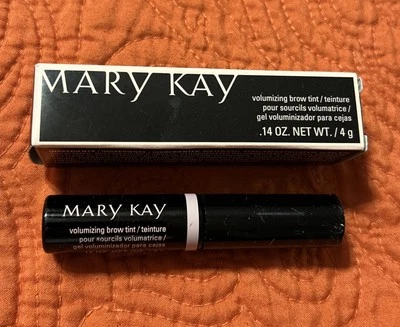 MARY KAY
volumizing brow tint / teinture
pour sourcils volumatrice /
gel voluminizador para cejas
.14 OZ. NET WT. / 4 g
MARY KAY
volumizing brow tint / teinture
pour sourcils volumatrice /
gel voluminizador para cejas